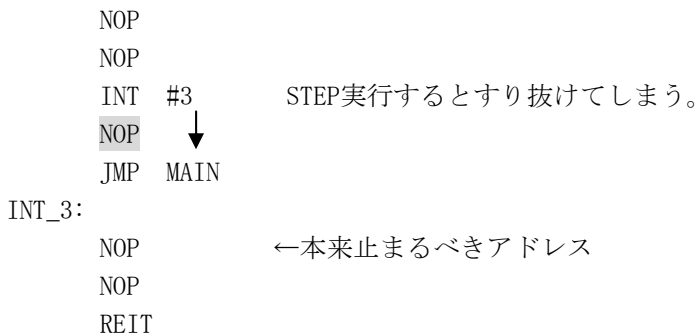 NOP
NOP
INT #3 STEP実行するとすり抜けてしまう。
NOP
JMP MAIN
INT_3:
NOP ←本来止まるべきアドレス
NOP
REIT